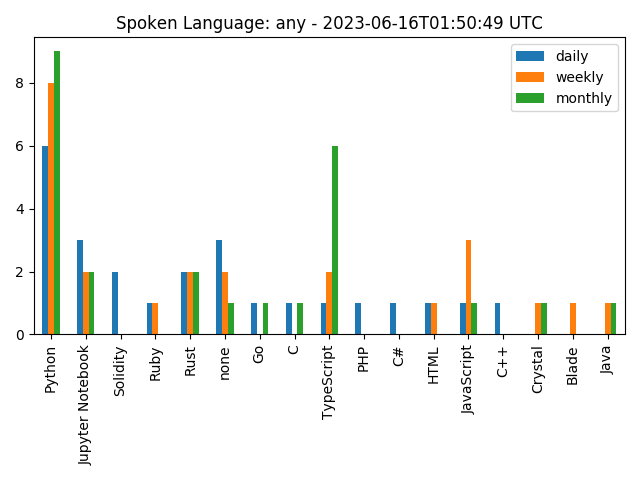 Spoken Language: any - 2023-06-16T01:50:49 UTC
daily
weekly
monthly
8
6
4
2
0
Python
Jupyter Notebook
Solidity
Ruby
Rust
none
Go
C
TypeScript
PHP
C#
HTML
JavaScript
C++
Crystal
Blade
Java